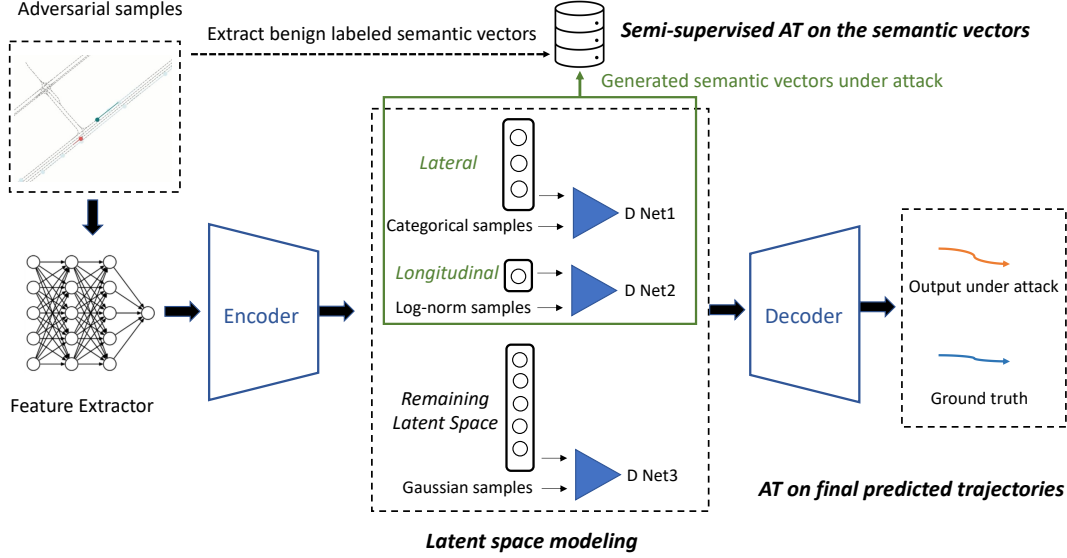 Adversarial samples
Extract benign labeled semantic vectors
Semi-supervised AT on the semantic vectors
Generated semantic vectors under attack
Lateral
Categorical samples
D Net1
Longitudinal
Log-norm samples
D Net2
Encoder
Decoder
Output under attack
Ground truth
Feature Extractor
Remaining
Latent Space
Gaussian samples
D Net3
AT on final predicted trajectories
Latent space modeling